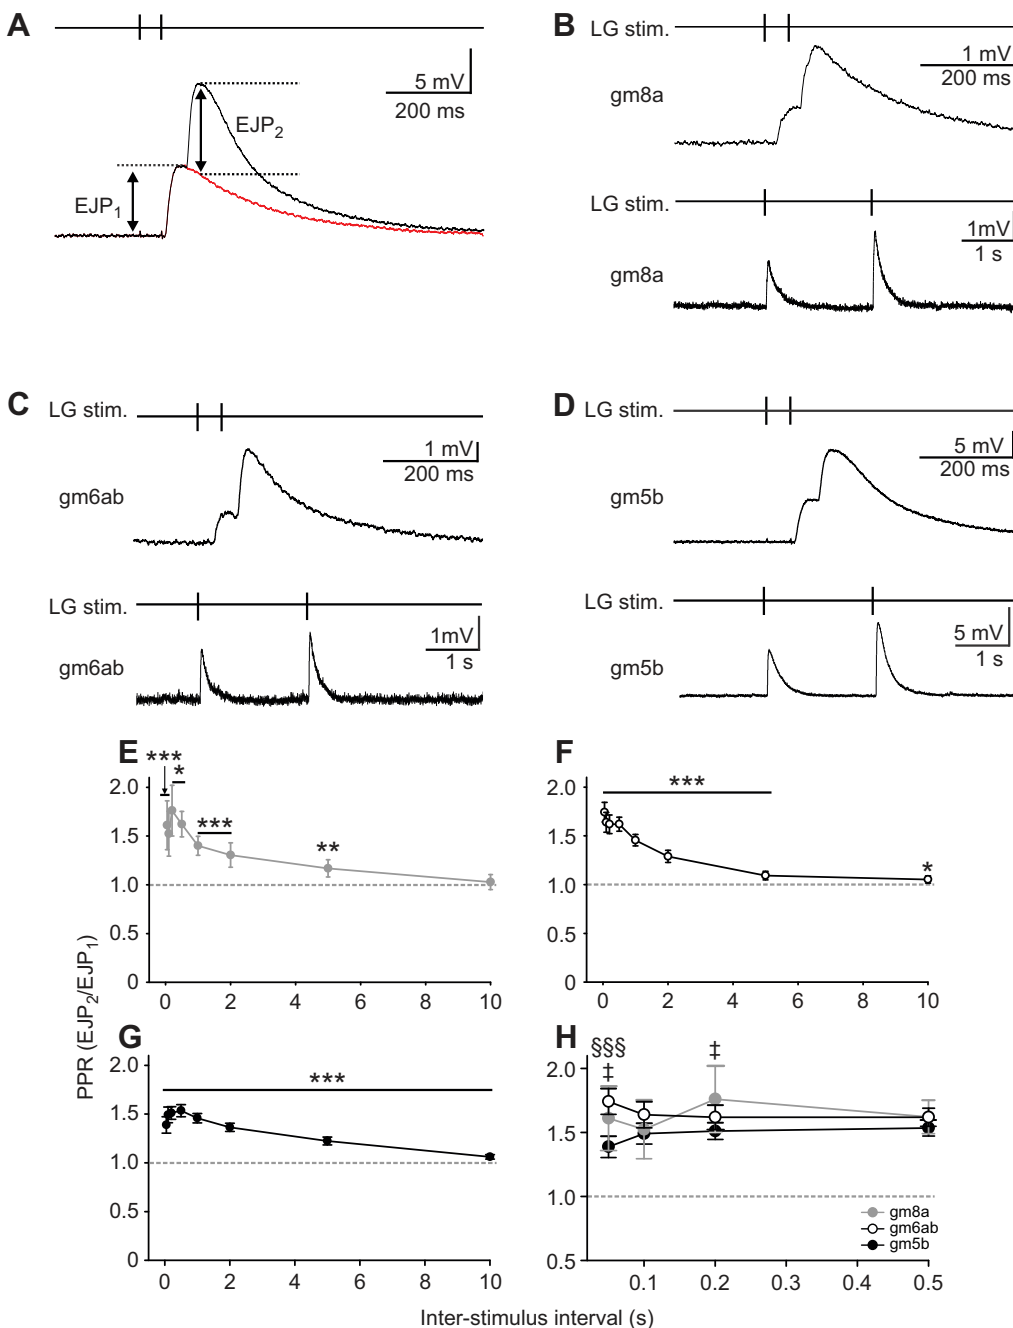 A
5 mV
200 ms
EJP2
EJP1
B
LG stim.
1 mV
200 ms
gm8a
LG stim.
1mV
1 s
gm8a
C
LG stim.
1 mV
200 ms
gm6ab
LG stim.
1mV
1 s
gm6ab
D
LG stim.
5 mV
200 ms
gm5b
LG stim.
5 mV
1 s
gm5b
E
***
*
***
**
2.0
1.5
1.0
0.5
0
0 2 4 6 8 10
F
***
*
2.0
1.5
1.0
0.5
0
0 2 4 6 8 10
PPR (EJP2/EJP1)
G
***
2.0
1.5
1.0
0.5
0
0 2 4 6 8 10
H
§§§
‡
‡
2.0
1.5
1.0
0.5
gm8a
gm6ab
gm5b
0.1 0.2 0.3 0.4 0.5
Inter-stimulus interval (s)